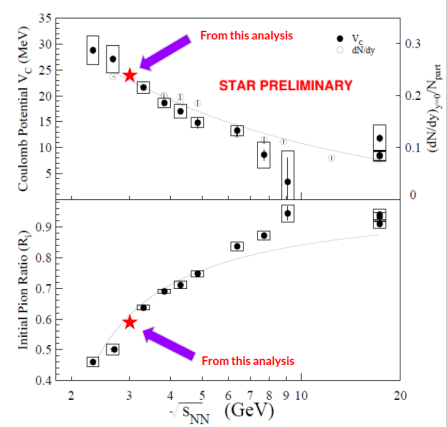 35
30
25
20
15
10
5
Coulomb Potential V_C (MeV)
From this analysis
V_C
dN/dy
STAR PRELIMINARY
0.3
0.2
0.1
0
(dN/dy)_y=0/N_part
0.9
0.8
0.7
0.6
0.5
0.4
Initial Pion Ratio (R_i)
From this analysis
2 3 4 5 6 7 8 9 10 20
√s_NN (GeV)